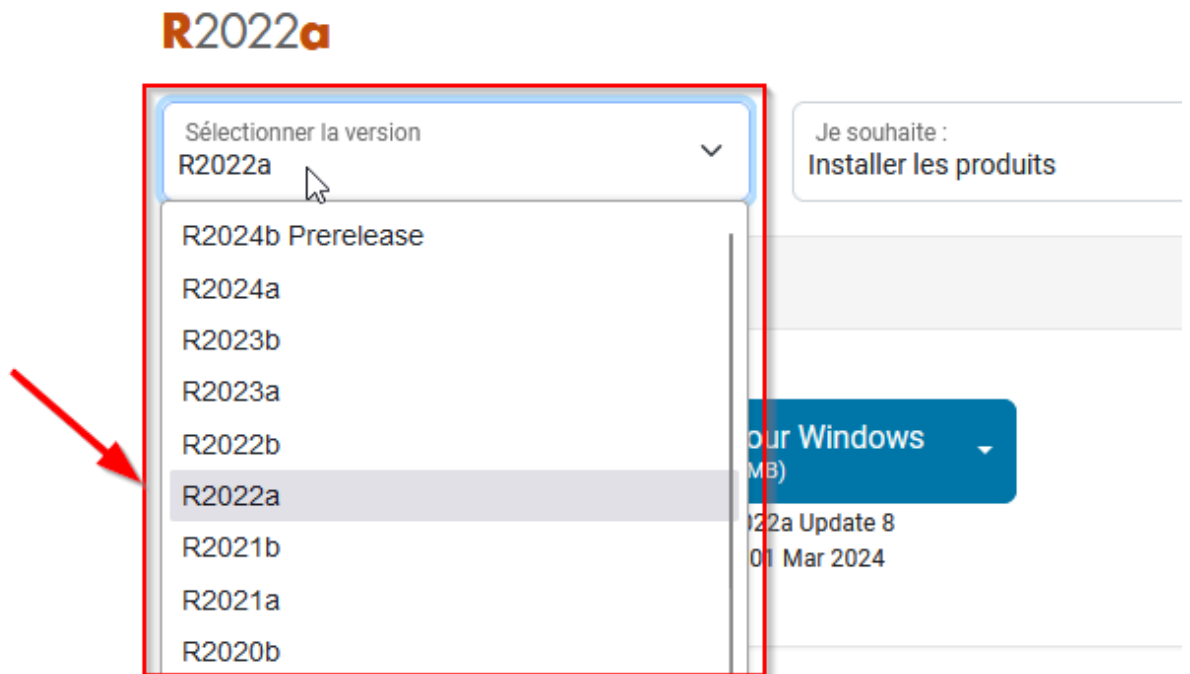 R2022a
Sélectionner la version
R2022a
Je souhaite :
Installer les produits
R2024b Prerelease
R2024a
R2023b
R2023a
R2022b
R2022a
R2021b
R2021a
R2020b
our Windows
MB)
022a Update 8
01 Mar 2024